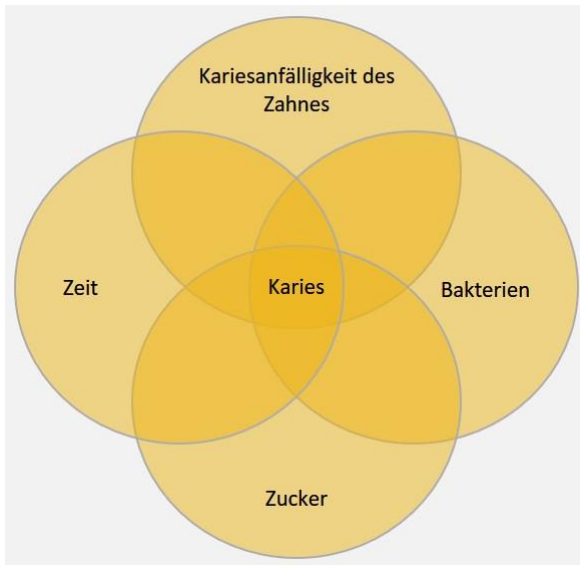 Kariesanfälligkeit des
Zahnes
Zeit
Karies
Bakterien
Zucker